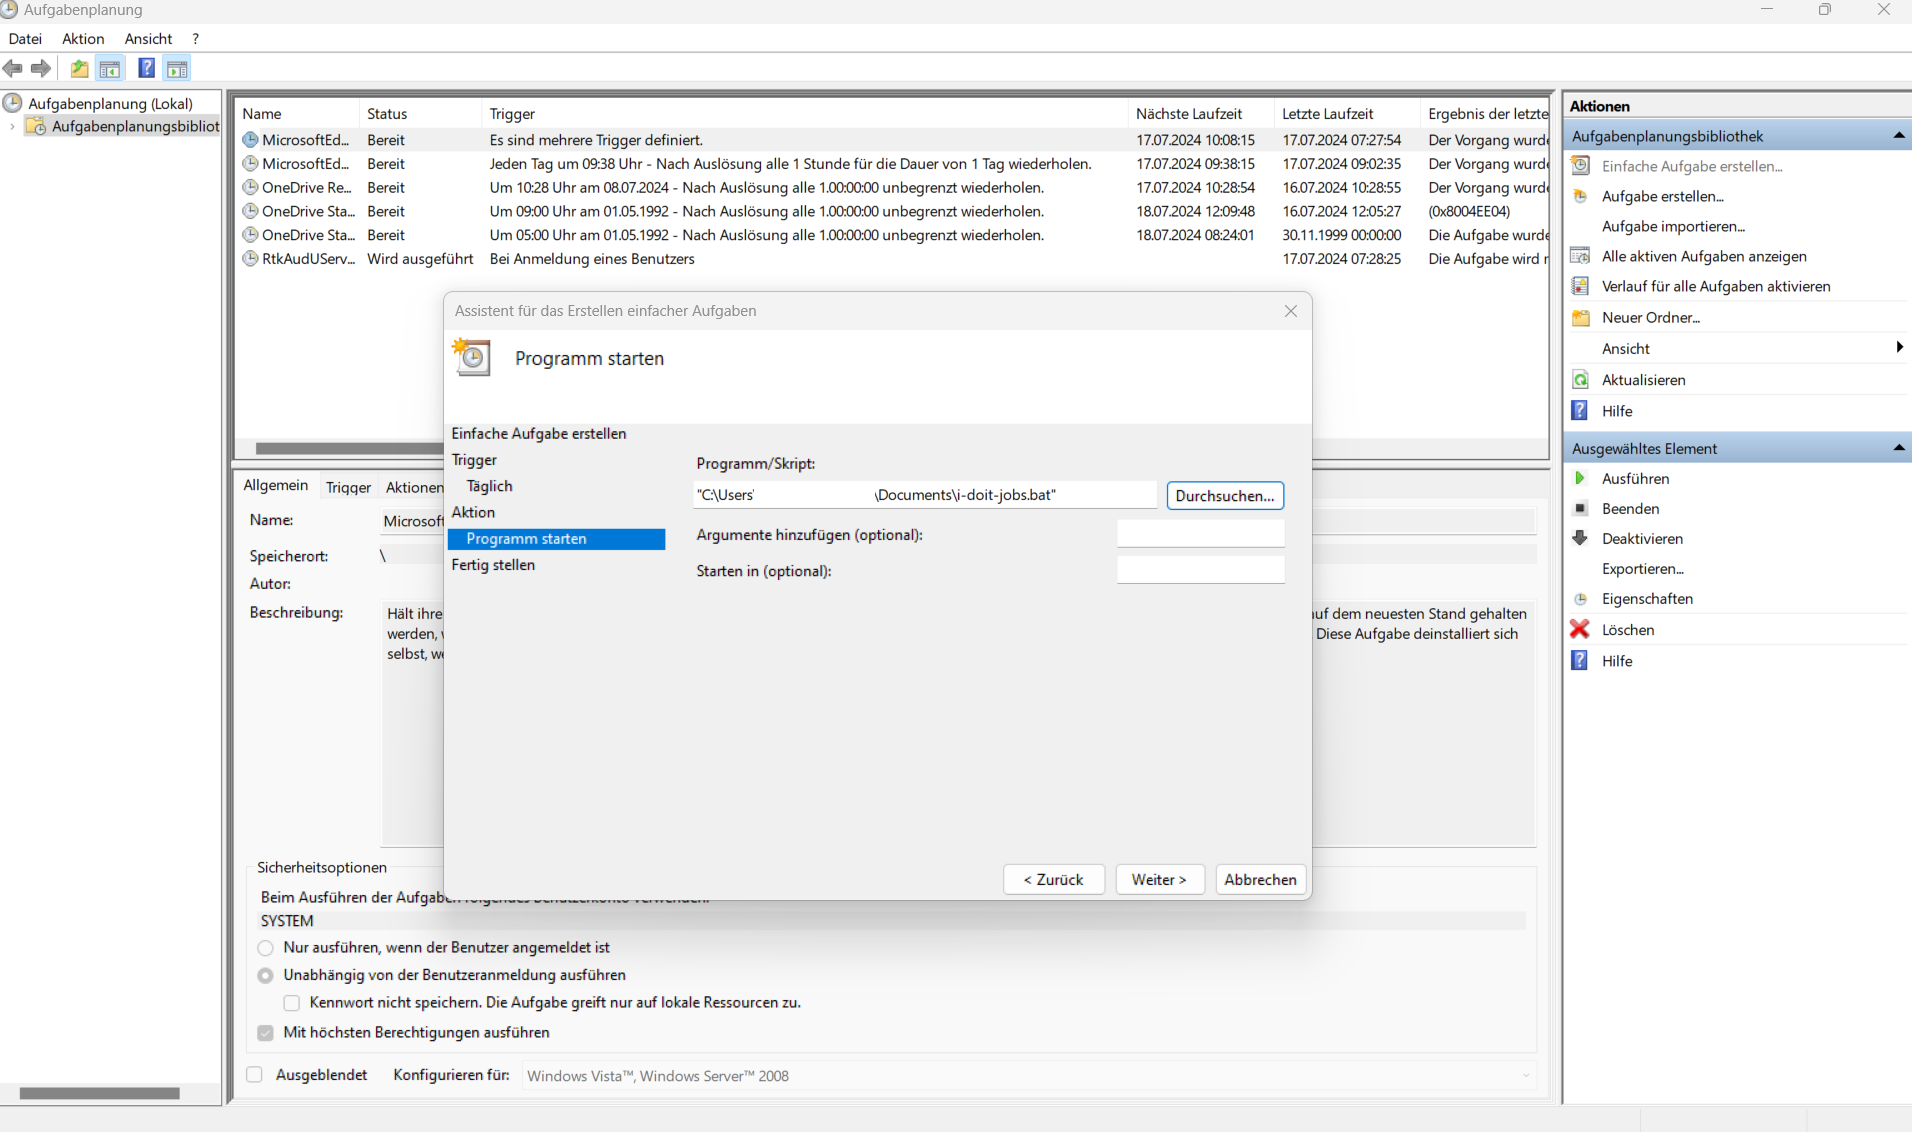 Aufgabenplanung
Datei Aktion Ansicht ?
Aufgabenplanung (Lokal)
Aufgabenplanungsbibliot
Name Status Trigger Nächste Laufzeit Letzte Laufzeit Ergebnis der letzte
MicrosoftEd... Bereit Es sind mehrere Trigger definiert. 17.07.2024 10:08:15 17.07.2024 07:27:54 Der Vorgang wurde
MicrosoftEd... Bereit Jeden Tag um 09:38 Uhr - Nach Auslösung alle 1 Stunde für die Dauer von 1 Tag wiederholen. 17.07.2024 09:38:15 17.07.2024 09:02:35 Der Vorgang wurde
OneDrive Re... Bereit Um 10:28 Uhr am 08.07.2024 - Nach Auslösung alle 1.00:00:00 unbegrenzt wiederholen. 17.07.2024 10:28:54 16.07.2024 10:28:55 Der Vorgang wurde
OneDrive Sta... Bereit Um 09:00 Uhr am 01.05.1992 - Nach Auslösung alle 1.00:00:00 unbegrenzt wiederholen. 18.07.2024 12:09:48 16.07.2024 12:05:27 (0x8004EE04)
OneDrive Sta... Bereit Um 05:00 Uhr am 01.05.1992 - Nach Auslösung alle 1.00:00:00 unbegrenzt wiederholen. 18.07.2024 08:24:01 30.11.1999 00:00:00 Die Aufgabe wurde
RtkAudUServ... Wird ausgeführt Bei Anmeldung eines Benutzers 17.07.2024 07:28:25 Die Aufgabe wird
Assistent für das Erstellen einfacher Aufgaben
Programm starten
Einfache Aufgabe erstellen
Trigger
Täglich
Aktion
Programm starten
Fertig stellen
Programm/Skript:
"C:\Users' \Documents\i-doit-jobs.bat" Durchsuchen...
Argumente hinzufügen (optional):
Starten in (optional):
< Zurück Weiter > Abbrechen
Allgemein Trigger Aktionen
Name: Microsoft
Speicherort: \
Autor:
Beschreibung: Hält ihre auf dem neuesten Stand gehalten
werden, Diese Aufgabe deinstalliert sich
selbst, we
Sicherheitsoptionen
Beim Ausführen der Aufgaben folgendes Benutzerkonto verwenden:
SYSTEM
Nur ausführen, wenn der Benutzer angemeldet ist
Unabhängig von der Benutzeranmeldung ausführen
Kennwort nicht speichern. Die Aufgabe greift nur auf lokale Ressourcen zu.
Mit höchsten Berechtigungen ausführen
Ausgeblendet Konfigurieren für: Windows Vista™, Windows Server™ 2008
Aktionen
Aufgabenplanungsbibliothek
Einfache Aufgabe erstellen...
Aufgabe erstellen...
Aufgabe importieren...
Alle aktiven Aufgaben anzeigen
Verlauf für alle Aufgaben aktivieren
Neuer Ordner...
Ansicht
Aktualisieren
Hilfe
Ausgewähltes Element
Ausführen
Beenden
Deaktivieren
Exportieren...
Eigenschaften
Löschen
Hilfe